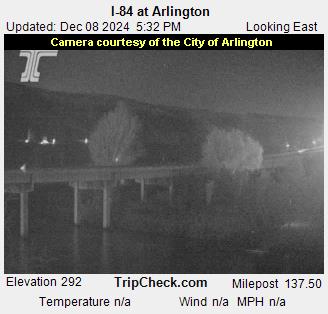 I-84 at Arlington
Updated: Dec 08 2024 5:32 PM Looking East
Camera courtesy of the City of Arlington
Elevation 292 TripCheck.com Milepost 137.50
Temperature n/a Wind n/a MPH n/a